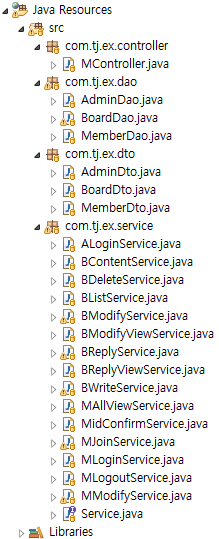 Java Resources
src
com.tj.ex.controller
MController.java
com.tj.ex.dao
AdminDao.java
BoardDao.java
MemberDao.java
com.tj.ex.dto
AdminDto.java
BoardDto.java
MemberDto.java
com.tj.ex.service
ALoginService.java
BContentService.java
BDeleteService.java
BListService.java
BModifyService.java
BModifyViewService.java
BReplyService.java
BReplyViewService.java
BWriteService.java
MAllViewService.java
MidConfirmService.java
MJoinService.java
MLoginService.java
MLogoutService.java
MModifyService.java
Service.java
Libraries